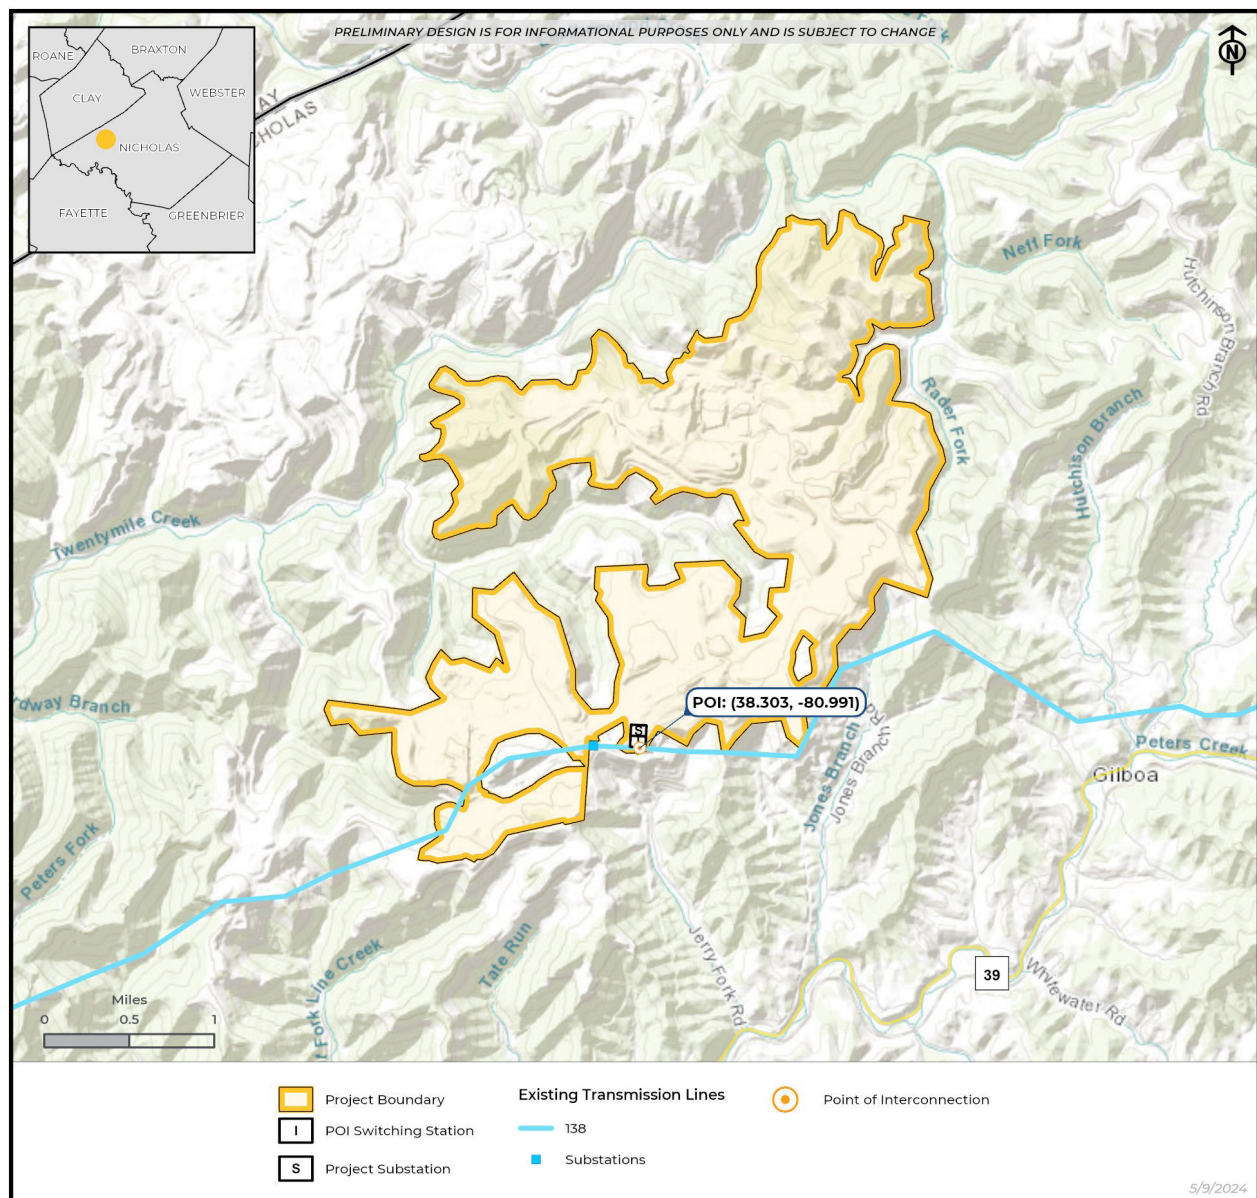 PRELIMINARY DESIGN IS FOR INFORMATIONAL PURPOSES ONLY AND IS SUBJECT TO CHANGE
N
ROANE
BRAXTON
CLAY
WEBSTER
NICHOLAS
FAYETTE
GREENBRIER
AY
CHOLAS
Neff Fork
Hutchinson Branch Rd
Rader Fork
Hutchison Branch
Twentymile Creek
rdway Branch
POI: (38.303, -80.991)
S
Jones Branch
Jones Branch Rd
Peters Creek
Gilboa
Peters Fork
Jerry Fork Rd
Tate Run
Fork Line Creek
39
Whitewater Rd
Miles
0 0.5 1
Project Boundary
I POI Switching Station
S Project Substation
Existing Transmission Lines
138
Substations
Point of Interconnection
5/9/2024